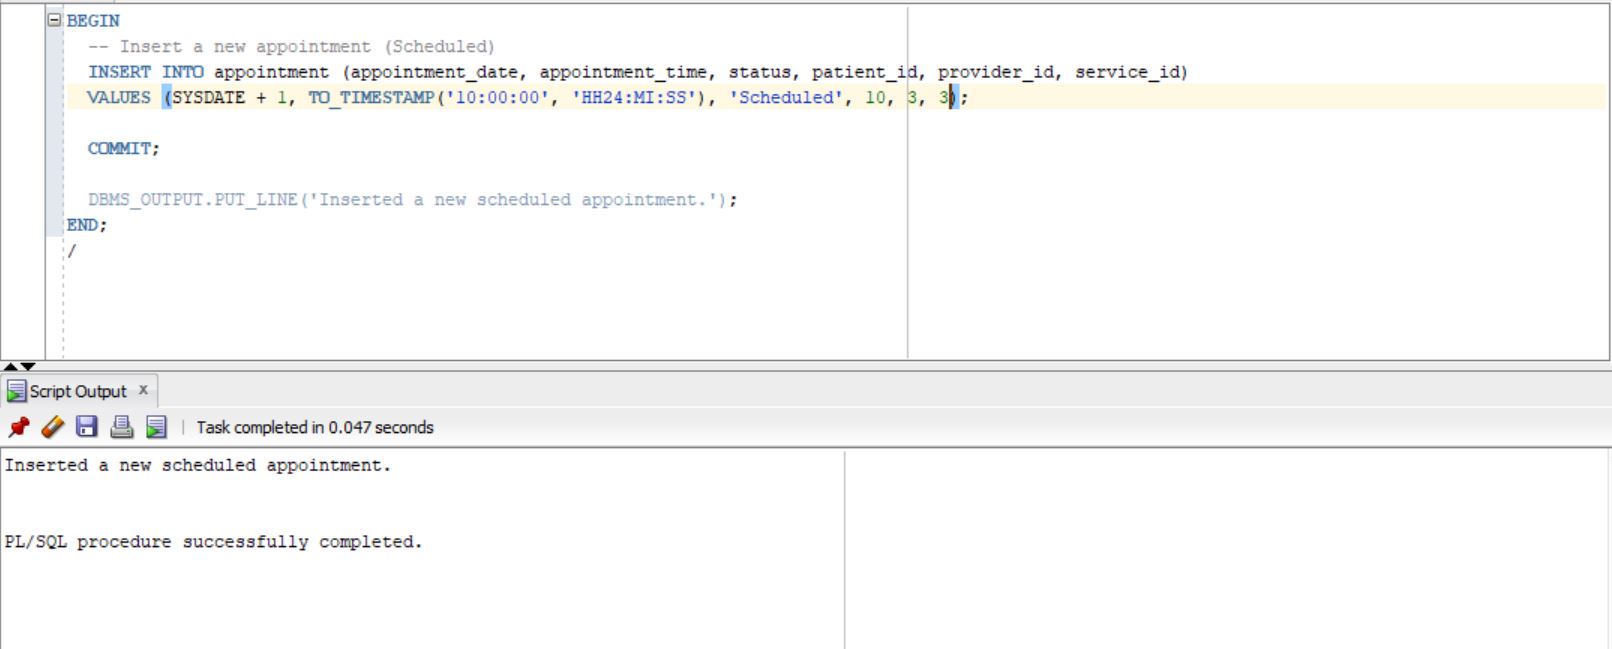 BEGIN
-- Insert a new appointment (Scheduled)
INSERT INTO appointment (appointment_date, appointment_time, status, patient_id, provider_id, service_id)
VALUES (SYSDATE + 1, TO_TIMESTAMP('10:00:00', 'HH24:MI:SS'), 'Scheduled', 10, 3, 3);
COMMIT;
DBMS_OUTPUT.PUT_LINE('Inserted a new scheduled appointment.');
END;
/
Script Output x
Task completed in 0.047 seconds
Inserted a new scheduled appointment.
PL/SQL procedure successfully completed.